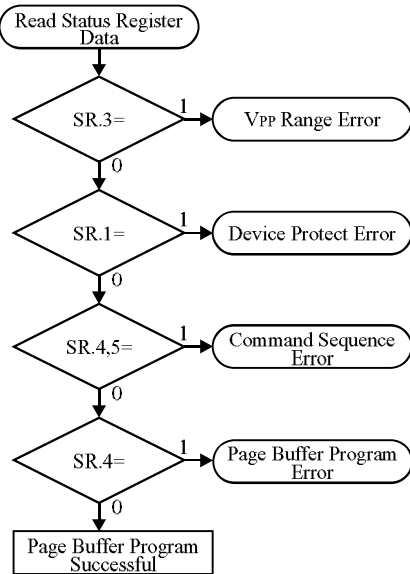 Read Status Register
Data
SR.3=
1
VPP Range Error
0
SR.1=
1
Device Protect Error
0
SR.4,5=
1
Command Sequence
Error
0
SR.4=
1
Page Buffer Program
Error
0
Page Buffer Program
Successful